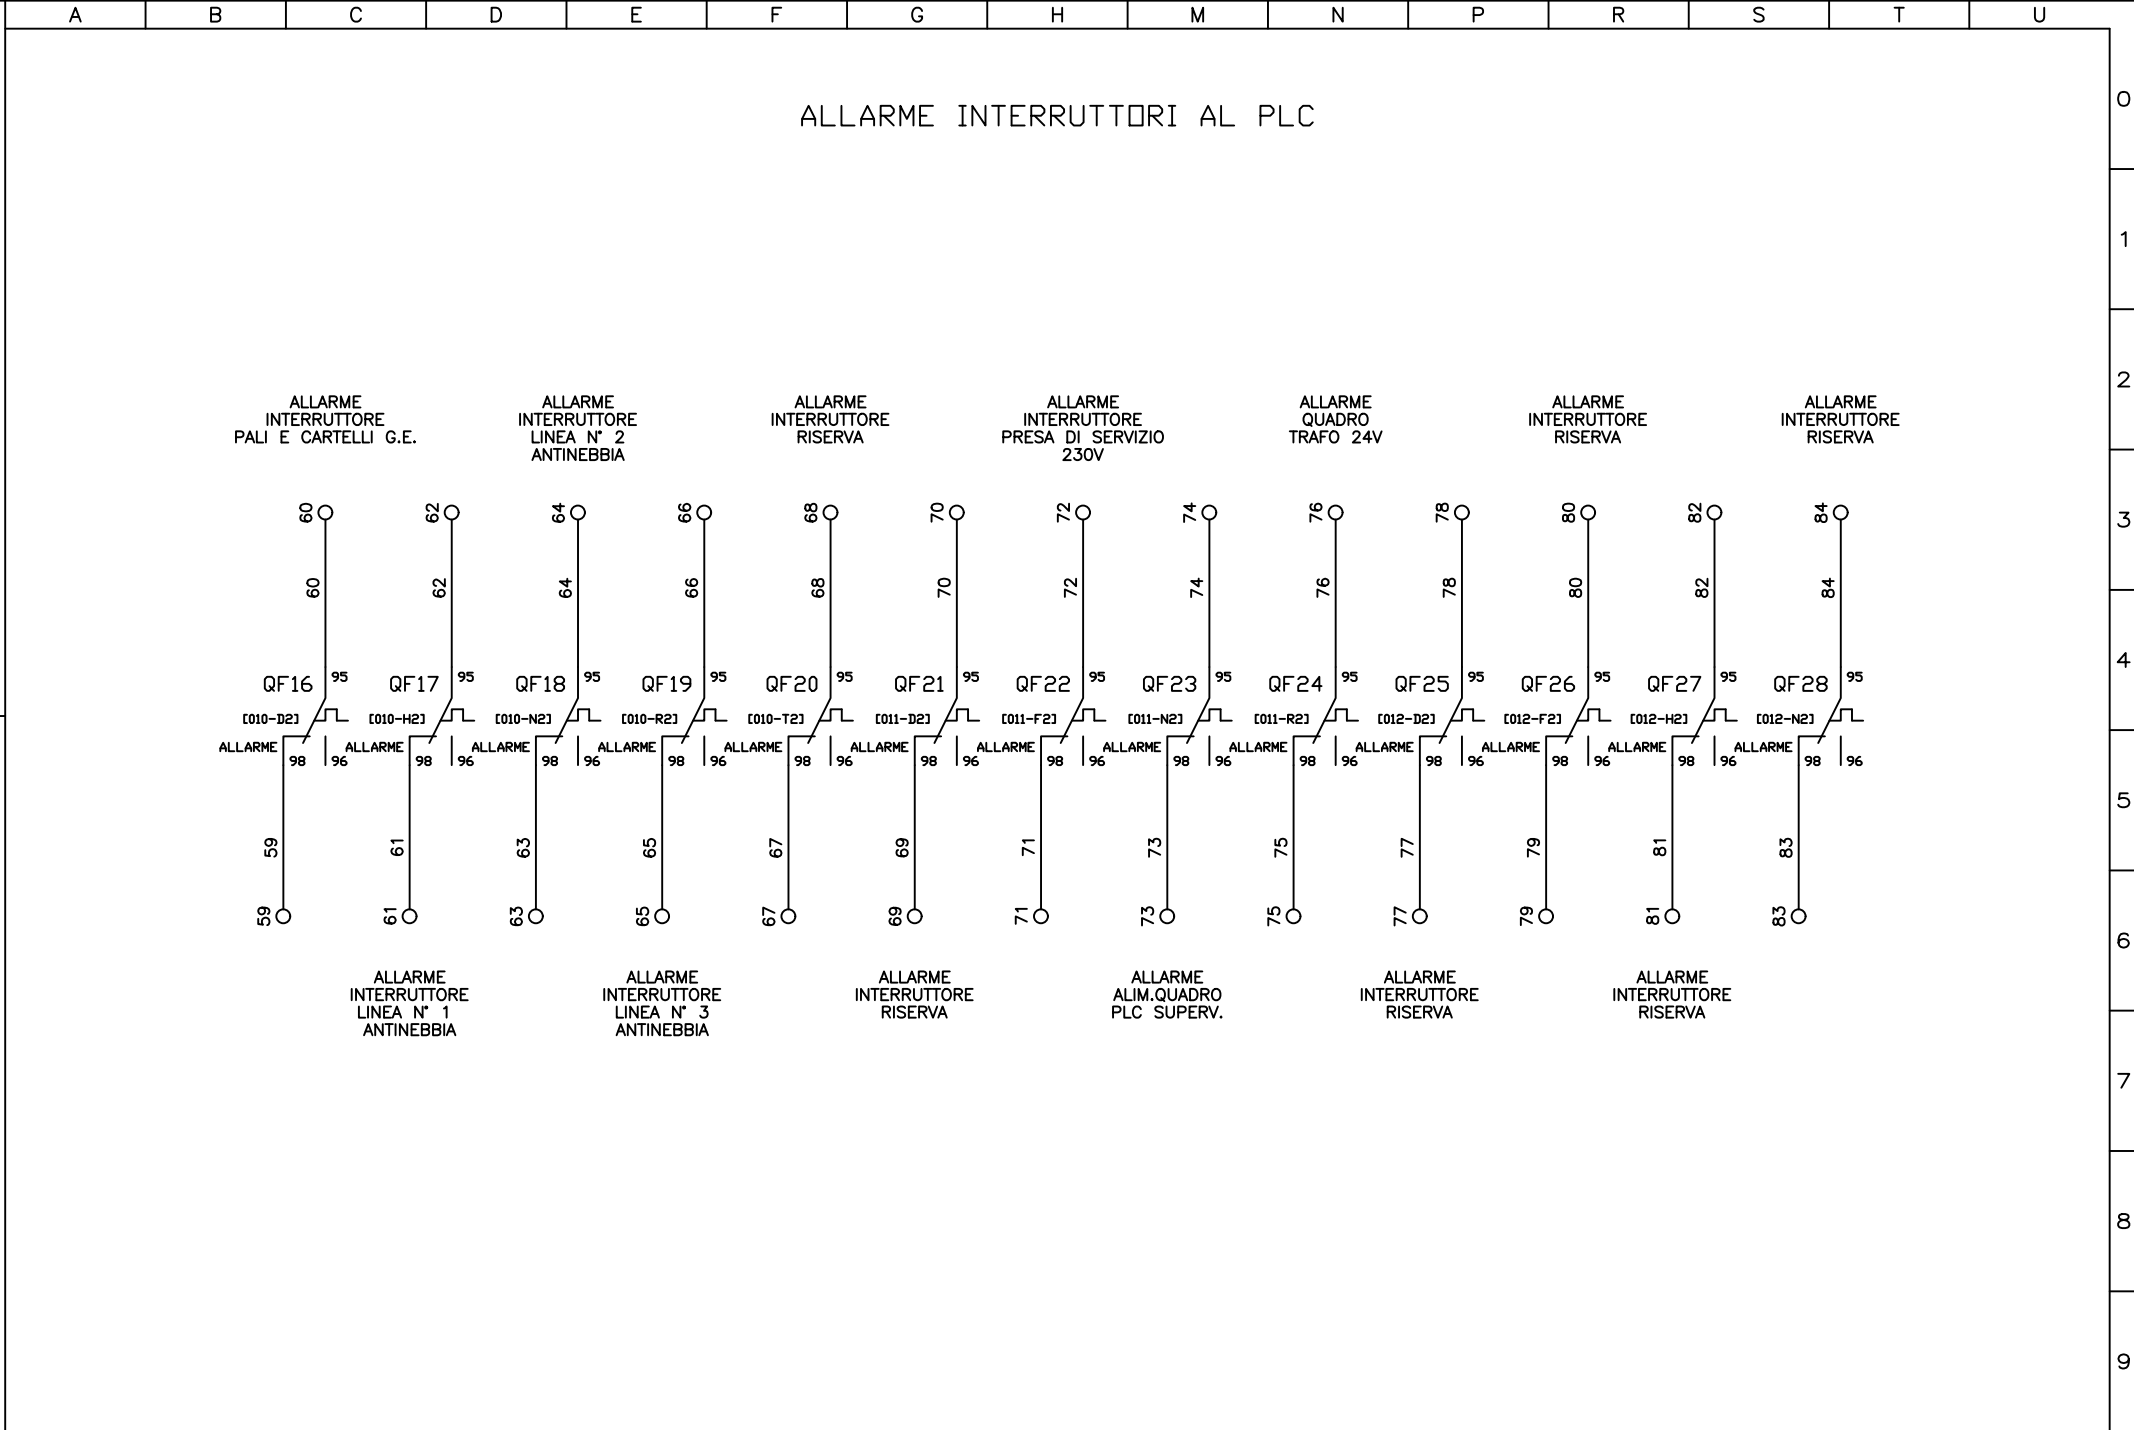 A B C D E F G H M N P R S T U
ALLARME INTERRUTTORI AL PLC
0
1
2
3
4
5
6
7
8
9
ALLARME
INTERRUTTORE
PALI E CARTELLI G.E.
ALLARME
INTERRUTTORE
LINEA N° 2
ANTINEBBIA
ALLARME
INTERRUTTORE
RISERVA
ALLARME
INTERRUTTORE
PRESA DI SERVIZIO
230V
ALLARME
QUADRO
TRAFO 24V
ALLARME
INTERRUTTORE
RISERVA
ALLARME
INTERRUTTORE
RISERVA
60 62 64 66 68 70 72 74 76 78 80 82 84
60 62 64 66 68 70 72 74 76 78 80 82 84
QF16 95 QF17 95 QF18 95 QF19 95 QF20 95 QF21 95 QF22 95 QF23 95 QF24 95 QF25 95 QF26 95 QF27 95 QF28 95
[010-D2] [010-H2] [010-N2] [010-R2] [010-T2] [011-D2] [011-F2] [011-N2] [011-R2] [012-D2] [012-F2] [012-H2] [012-N2]
ALLARME ALLARME ALLARME ALLARME ALLARME ALLARME ALLARME ALLARME ALLARME ALLARME ALLARME ALLARME ALLARME
98 96 98 96 98 96 98 96 98 96 98 96 98 96 98 96 98 96 98 96 98 96 98 96 98 96
59 61 63 65 67 69 71 73 75 77 79 81 83
59 61 63 65 67 69 71 73 75 77 79 81 83
ALLARME
INTERRUTTORE
LINEA N° 1
ANTINEBBIA
ALLARME
INTERRUTTORE
LINEA N° 3
ANTINEBBIA
ALLARME
INTERRUTTORE
RISERVA
ALLARME
ALIM.QUADRO
PLC SUPERV.
ALLARME
INTERRUTTORE
RISERVA
ALLARME
INTERRUTTORE
RISERVA